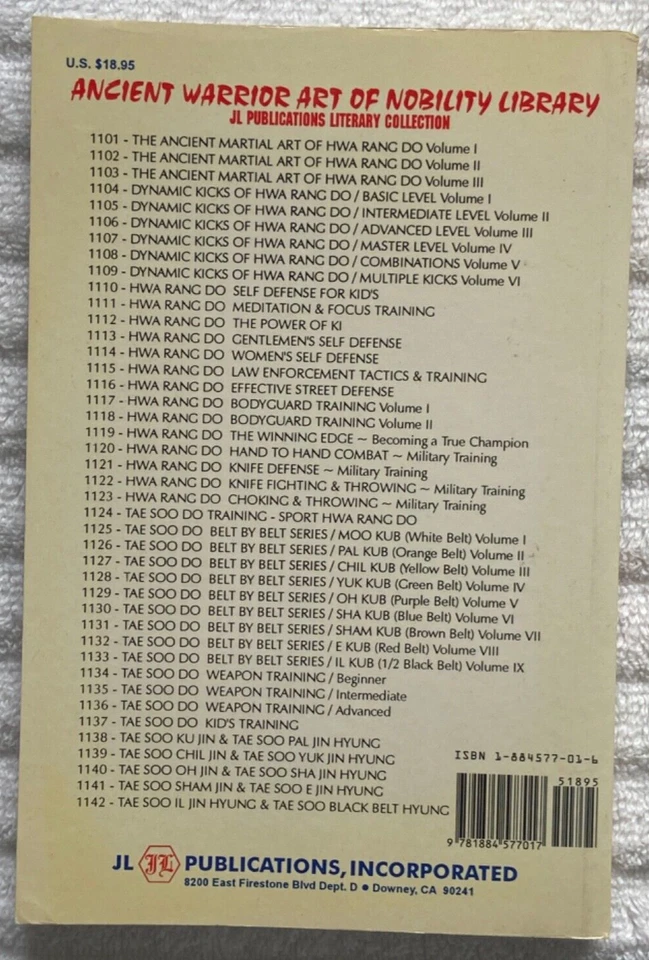 U.S. $18.95
ANCIENT WARRIOR ART OF NOBILITY LIBRARY
JL PUBLICATIONS LITERARY COLLECTION
1101 - THE ANCIENT MARTIAL ART OF HWA RANG DO Volume I
1102 - THE ANCIENT MARTIAL ART OF HWA RANG DO Volume II
1103 - THE ANCIENT MARTIAL ART OF HWA RANG DO Volume III
1104 - DYNAMIC KICKS OF HWA RANG DO / BASIC LEVEL Volume I
1105 - DYNAMIC KICKS OF HWA RANG DO / INTERMEDIATE LEVEL Volume II
1106 - DYNAMIC KICKS OF HWA RANG DO / ADVANCED LEVEL Volume III
1107 - DYNAMIC KICKS OF HWA RANG DO / MASTER LEVEL Volume IV
1108 - DYNAMIC KICKS OF HWA RANG DO / COMBINATIONS Volume V
1109 - DYNAMIC KICKS OF HWA RANG DO / MULTIPLE KICKS Volume VI
1110 - HWA RANG DO SELF DEFENSE FOR KID'S
1111 - HWA RANG DO MEDITATION & FOCUS TRAINING
1112 - HWA RANG DO THE POWER OF KI
1113 - HWA RANG DO GENTLEMEN'S SELF DEFENSE
1114 - HWA RANG DO WOMEN'S SELF DEFENSE
1115 - HWA RANG DO LAW ENFORCEMENT TACTICS & TRAINING
1116 - HWA RANG DO EFFECTIVE STREET DEFENSE
1117 - HWA RANG DO BODYGUARD TRAINING Volume I
1118 - HWA RANG DO BODYGUARD TRAINING Volume II
1119 - HWA RANG DO THE WINNING EDGE ~ Becoming a True Champion
1120 - HWA RANG DO HAND TO HAND COMBAT ~ Military Training
1121 - HWA RANG DO KNIFE DEFENSE ~ Military Training
1122 - HWA RANG DO KNIFE FIGHTING & THROWING ~ Military Training
1123 - HWA RANG DO CHOKING & THROWING ~ Military Training
1124 - TAE SOO DO TRAINING - SPORT HWA RANG DO
1125 - TAE SOO DO BELT BY BELT SERIES / MOO KUB (White Belt) Volume I
1126 - TAE SOO DO BELT BY BELT SERIES / PAL KUB (Orange Belt) Volume II
1127 - TAE SOO DO BELT BY BELT SERIES / CHIL KUB (Yellow Belt) Volume III
1128 - TAE SOO DO BELT BY BELT SERIES / YUK KUB (Green Belt) Volume IV
1129 - TAE SOO DO BELT BY BELT SERIES / OH KUB (Purple Belt) Volume V
1130 - TAE SOO DO BELT BY BELT SERIES / SHA KUB (Blue Belt) Volume VI
1131 - TAE SOO DO BELT BY BELT SERIES / SHAM KUB (Brown Belt) Volume VII
1132 - TAE SOO DO BELT BY BELT SERIES / E KUB (Red Belt) Volume VIII
1133 - TAE SOO DO BELT BY BELT SERIES / IL KUB (1/2 Black Belt) Volume IX
1134 - TAE SOO DO WEAPON TRAINING / Beginner
1135 - TAE SOO DO WEAPON TRAINING / Intermediate
1136 - TAE SOO DO WEAPON TRAINING / Advanced
1137 - TAE SOO DO KID'S TRAINING
1138 - TAE SOO KU JIN & TAE SOO PAL JIN HYUNG
1139 - TAE SOO CHIL JIN & TAE SOO YUK JIN HYUNG
1140 - TAE SOO OH JIN & TAE SOO SHA JIN HYUNG
1141 - TAE SOO SHAM JIN & TAE SOO E JIN HYUNG
1142 - TAE SOO IL JIN HYUNG & TAE SOO BLACK BELT HYUNG
ISBN 1-884577-01-6
51895
9 781884 577017
JL JL PUBLICATIONS, INCORPORATED
8200 East Firestone Blvd Dept. D ● Downey, CA 90241